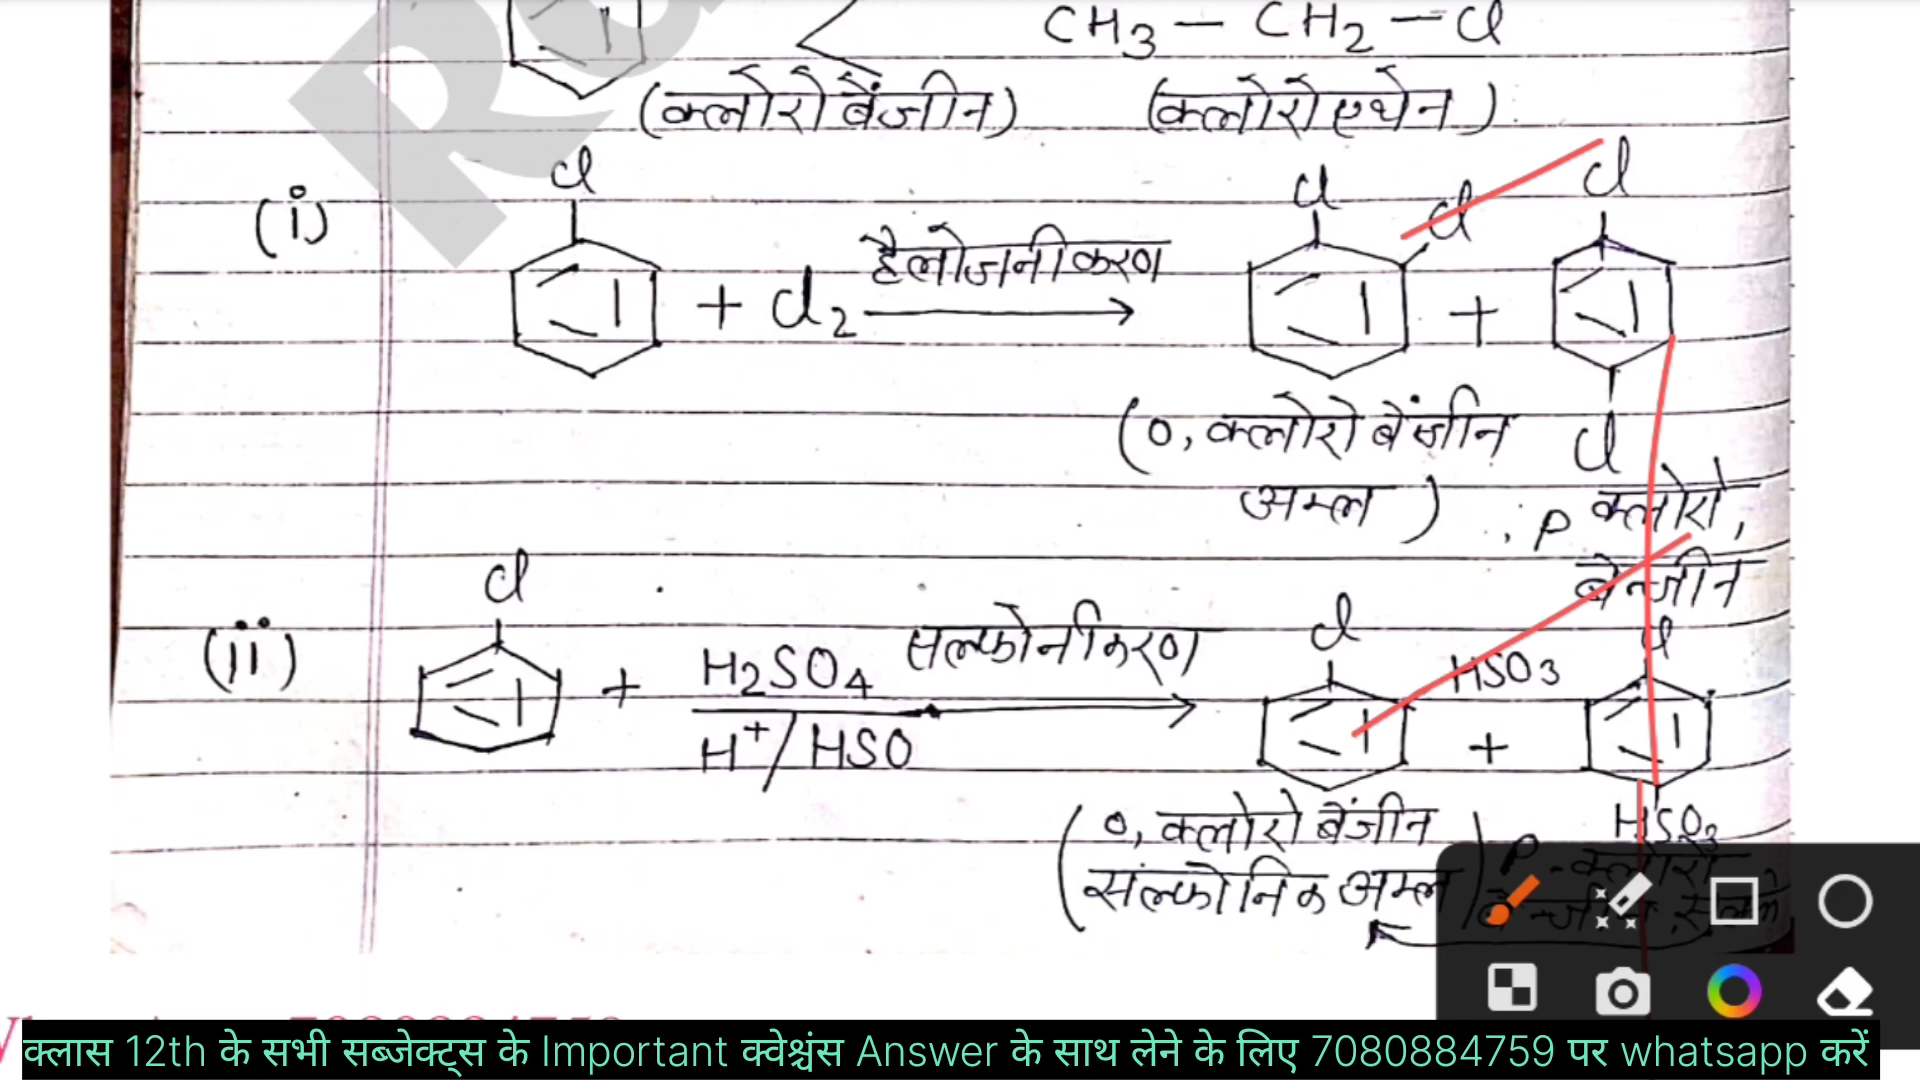 CH3 — CH2 — Cl
(क्लोरो बेंजीन) (क्लोरो एथेन)
(i) Cl + Cl2 हैलोजनीकरण Cl Cl + Cl Cl
(o, क्लोरो बेंजीन
अम्ल)
p क्लोरो,
बेन्जीन
(ii) Cl + H2SO4 सल्फोनीकरण Cl HSO3 + Cl
H+/HSO
HSO3
(o, क्लोरो बेंजीन
संल्फोनिक अम्ल)
p - क्लोरो
क्लास 12th के सभी सब्जेक्ट्स के Important क्वेश्चंस Answer के साथ लेने के लिए 7080884759 पर whatsapp करें